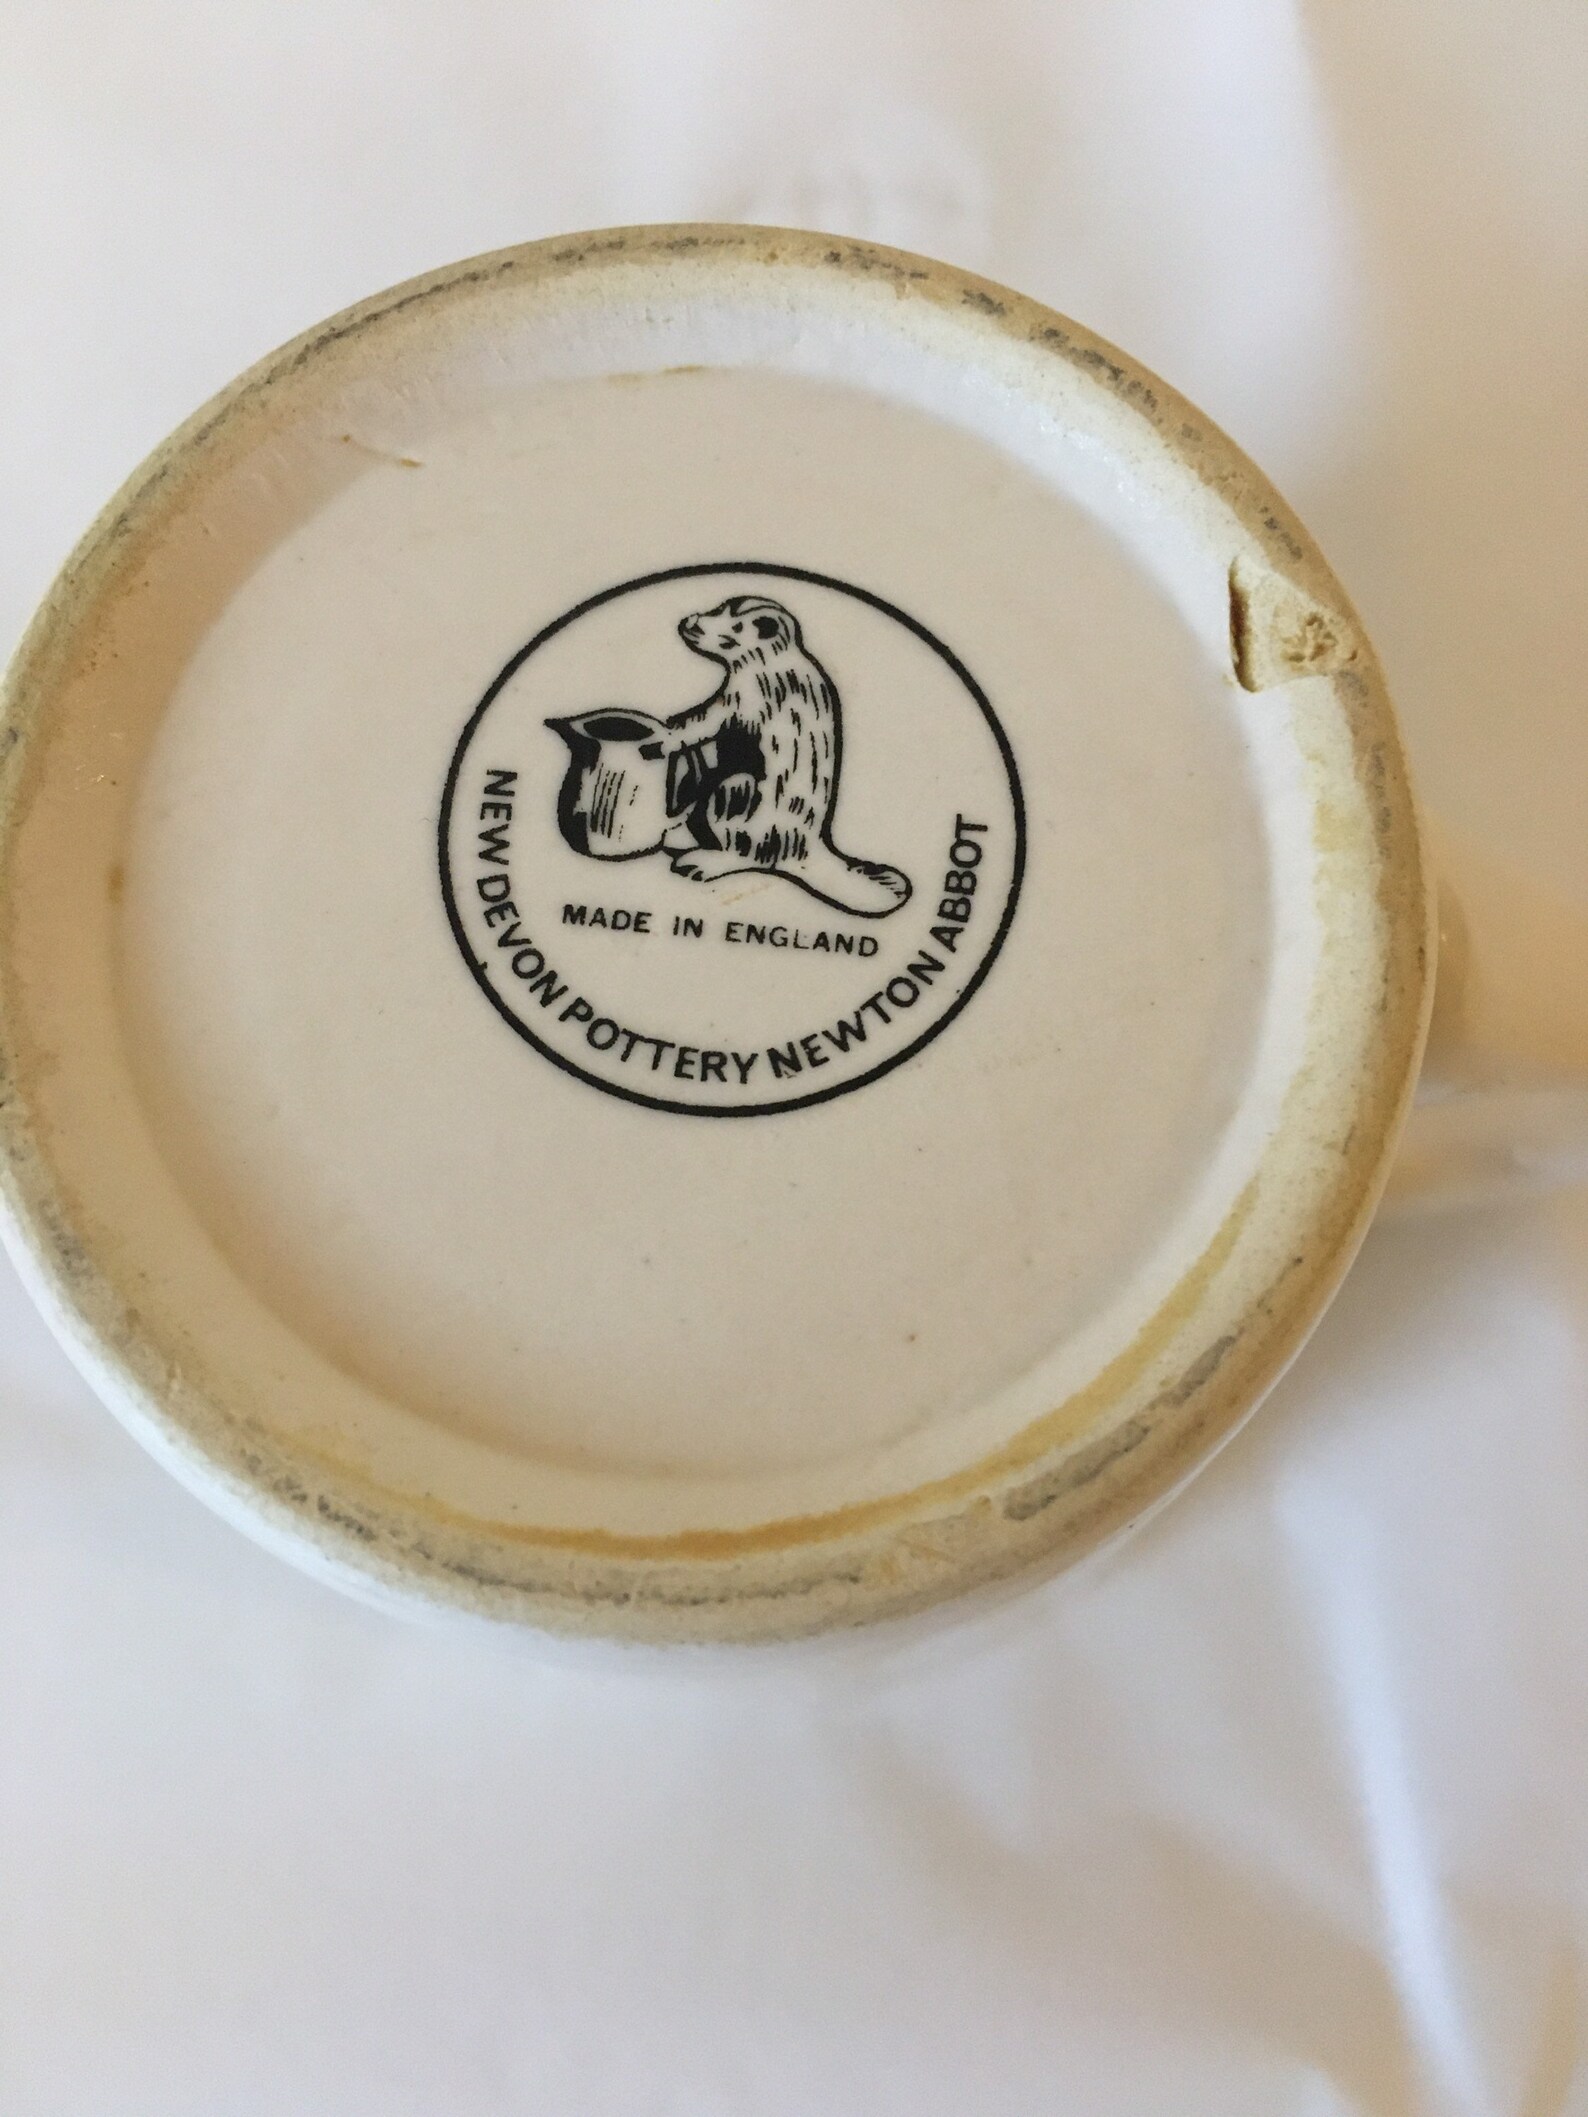 MADE IN ENGLAND
NEW DEVON POTTERY NEWTON ABBOT